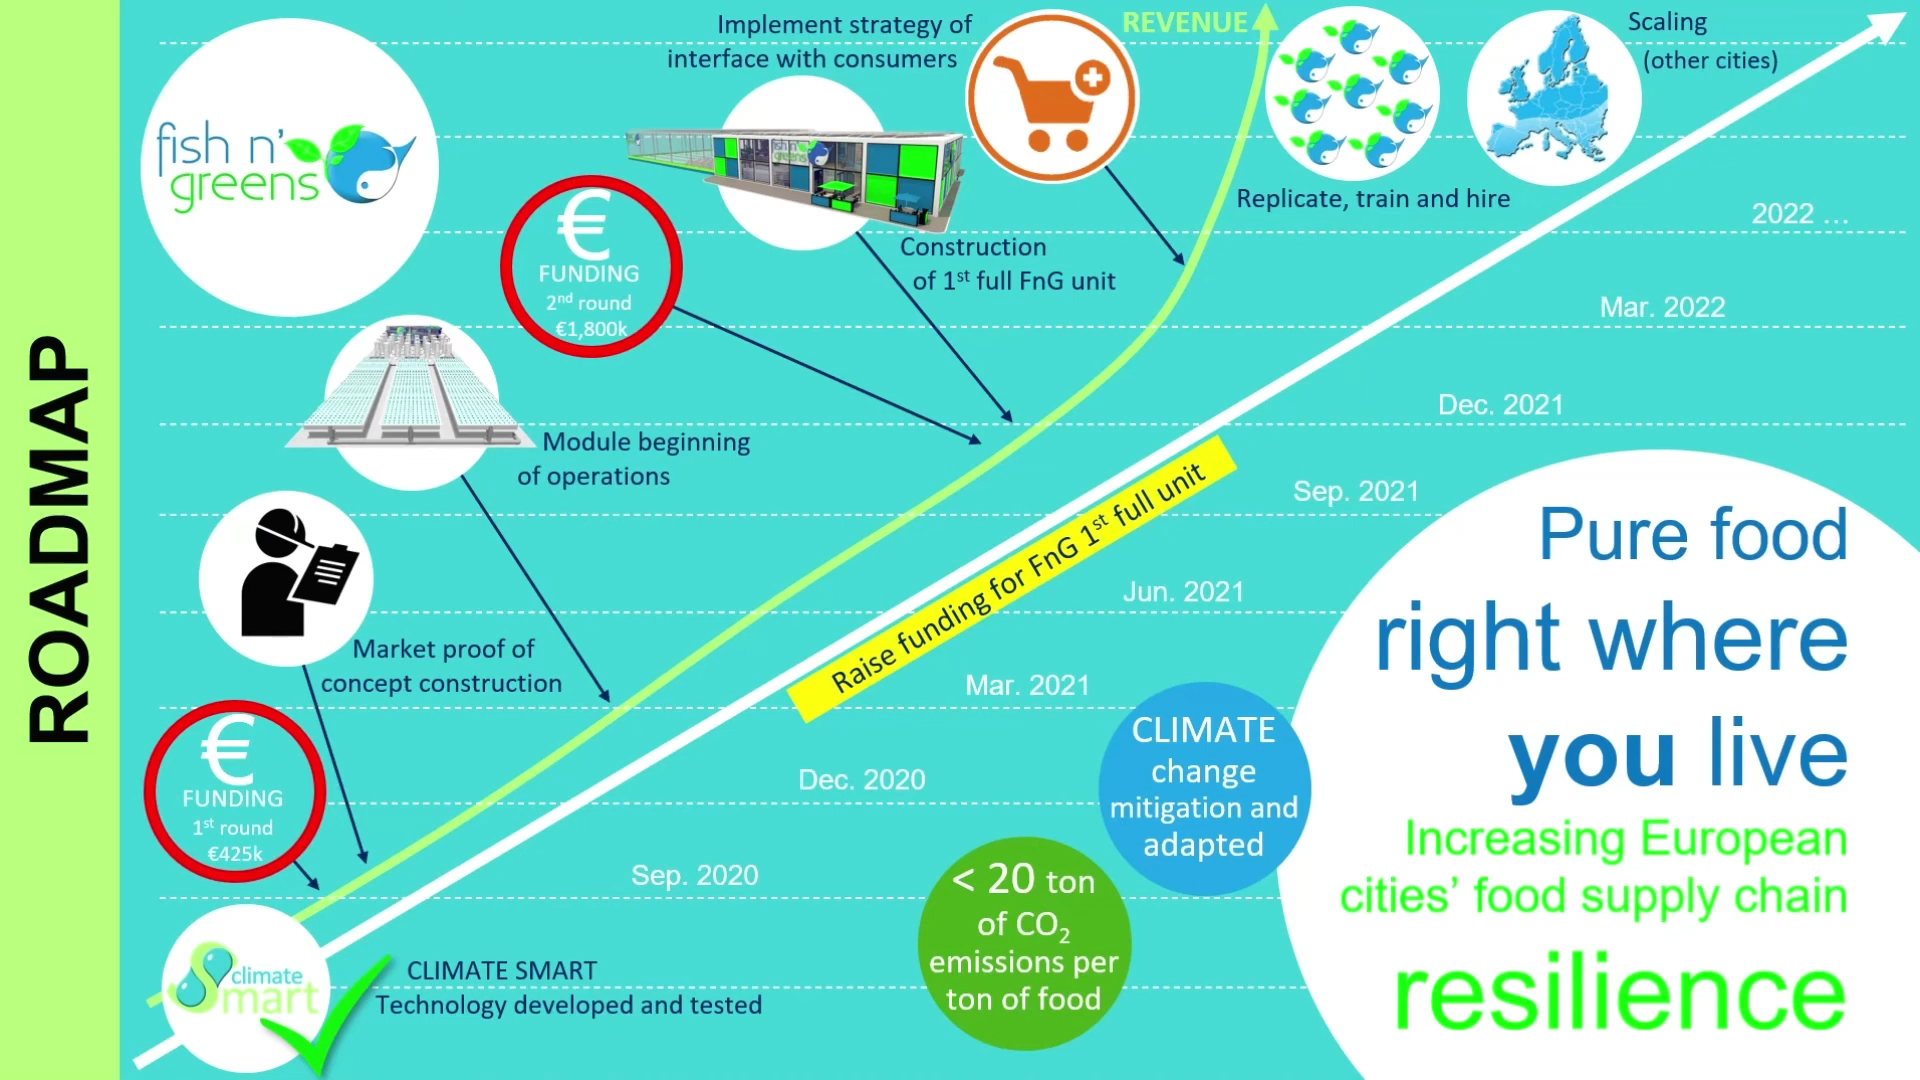 ROADMAP
fish n'
greens
Implement strategy of
interface with consumers
REVENUE
Scaling
(other cities)
Replicate, train and hire
2022 ...
€
FUNDING
2nd round
€1,800k
fish n'
greens
Construction
of 1st full FnG unit
Mar. 2022
Dec. 2021
Module beginning
of operations
Sep. 2021
Raise funding for FnG 1st full unit
Jun. 2021
Market proof of
concept construction
Mar. 2021
€
FUNDING
1st round
€425k
Dec. 2020
Sep. 2020
climate
Smart
CLIMATE SMART
Technology developed and tested
CLIMATE
change
mitigation and
adapted
< 20 ton
of CO2
emissions per
ton of food
Pure food
right where
you live
Increasing European
cities’ food supply chain
resilience